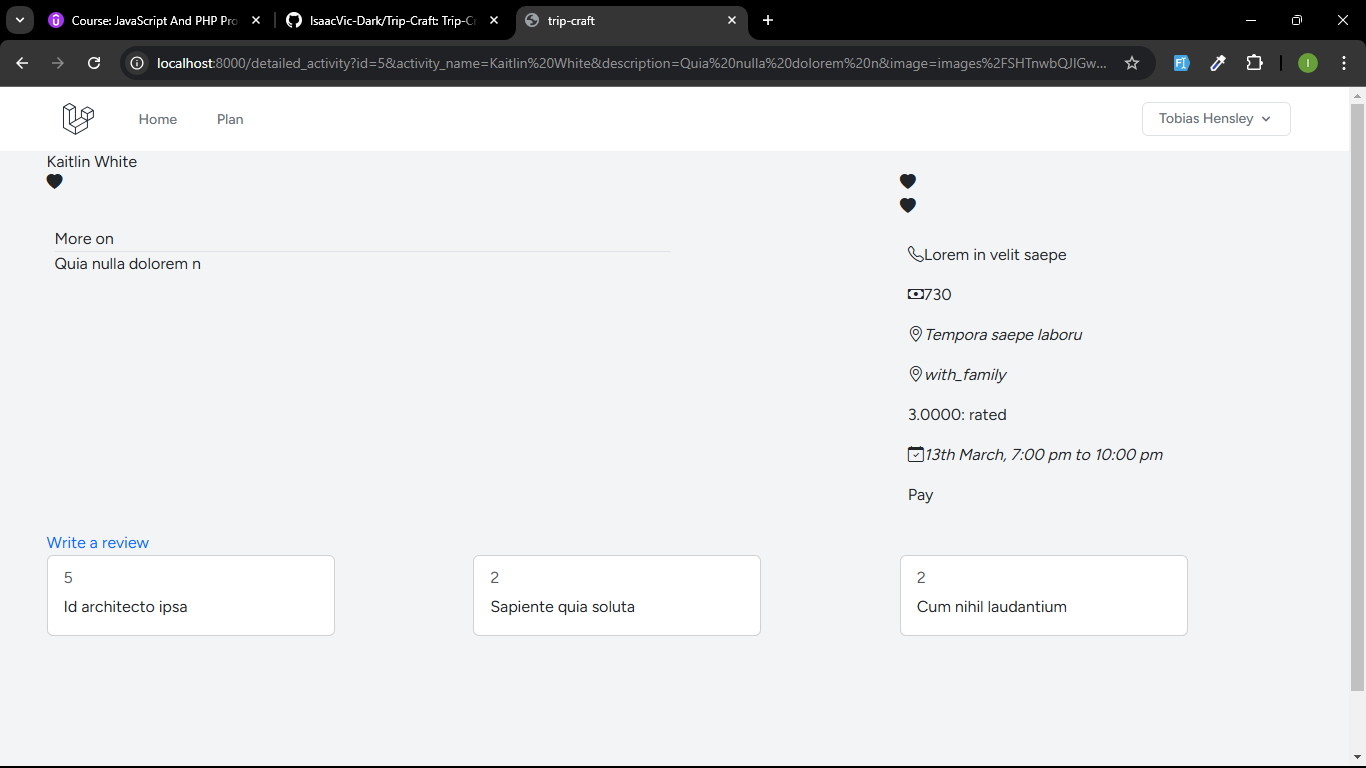 Course: JavaScript And PHP Pro
IsaacVic-Dark/Trip-Craft: Trip-Cr
trip-craft
localhost:8000/detailed_activity?id=5&activity_name=Kaitlin%20White&description=Quia%20nulla%20dolorem%20n&image=images%2FSHTnwbQJIGw...
I
Home
Plan
Tobias Hensley
Kaitlin White
More on
Quia nulla dolorem n
Lorem in velit saepe
730
Tempora saepe laboru
with_family
3.0000: rated
13th March, 7:00 pm to 10:00 pm
Pay
Write a review
5
Id architecto ipsa
2
Sapiente quia soluta
2
Cum nihil laudantium